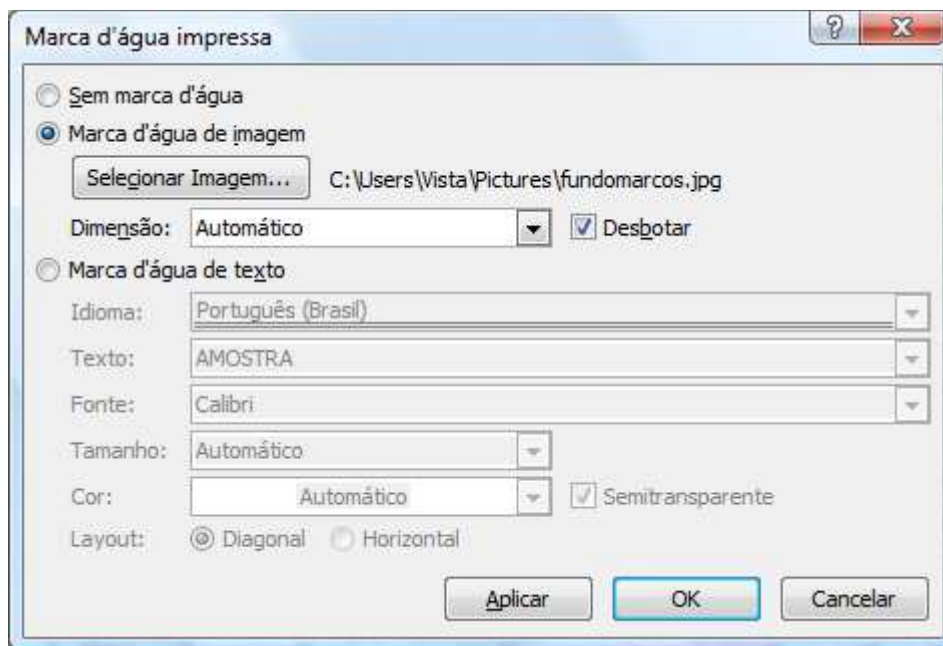 Marca d'água impressa
Sem marca d'água
Marca d'água de imagem
Selecionar Imagem... C:\Users\Vista\Pictures\fundomarcos.jpg
Dimensão: Automático Desbotar
Marca d'água de texto
Idioma: Português (Brasil)
Texto: AMOSTRA
Fonte: Calibri
Tamanho: Automático
Cor: Automático Semitransparente
Layout: Diagonal Horizontal
Aplicar OK Cancelar